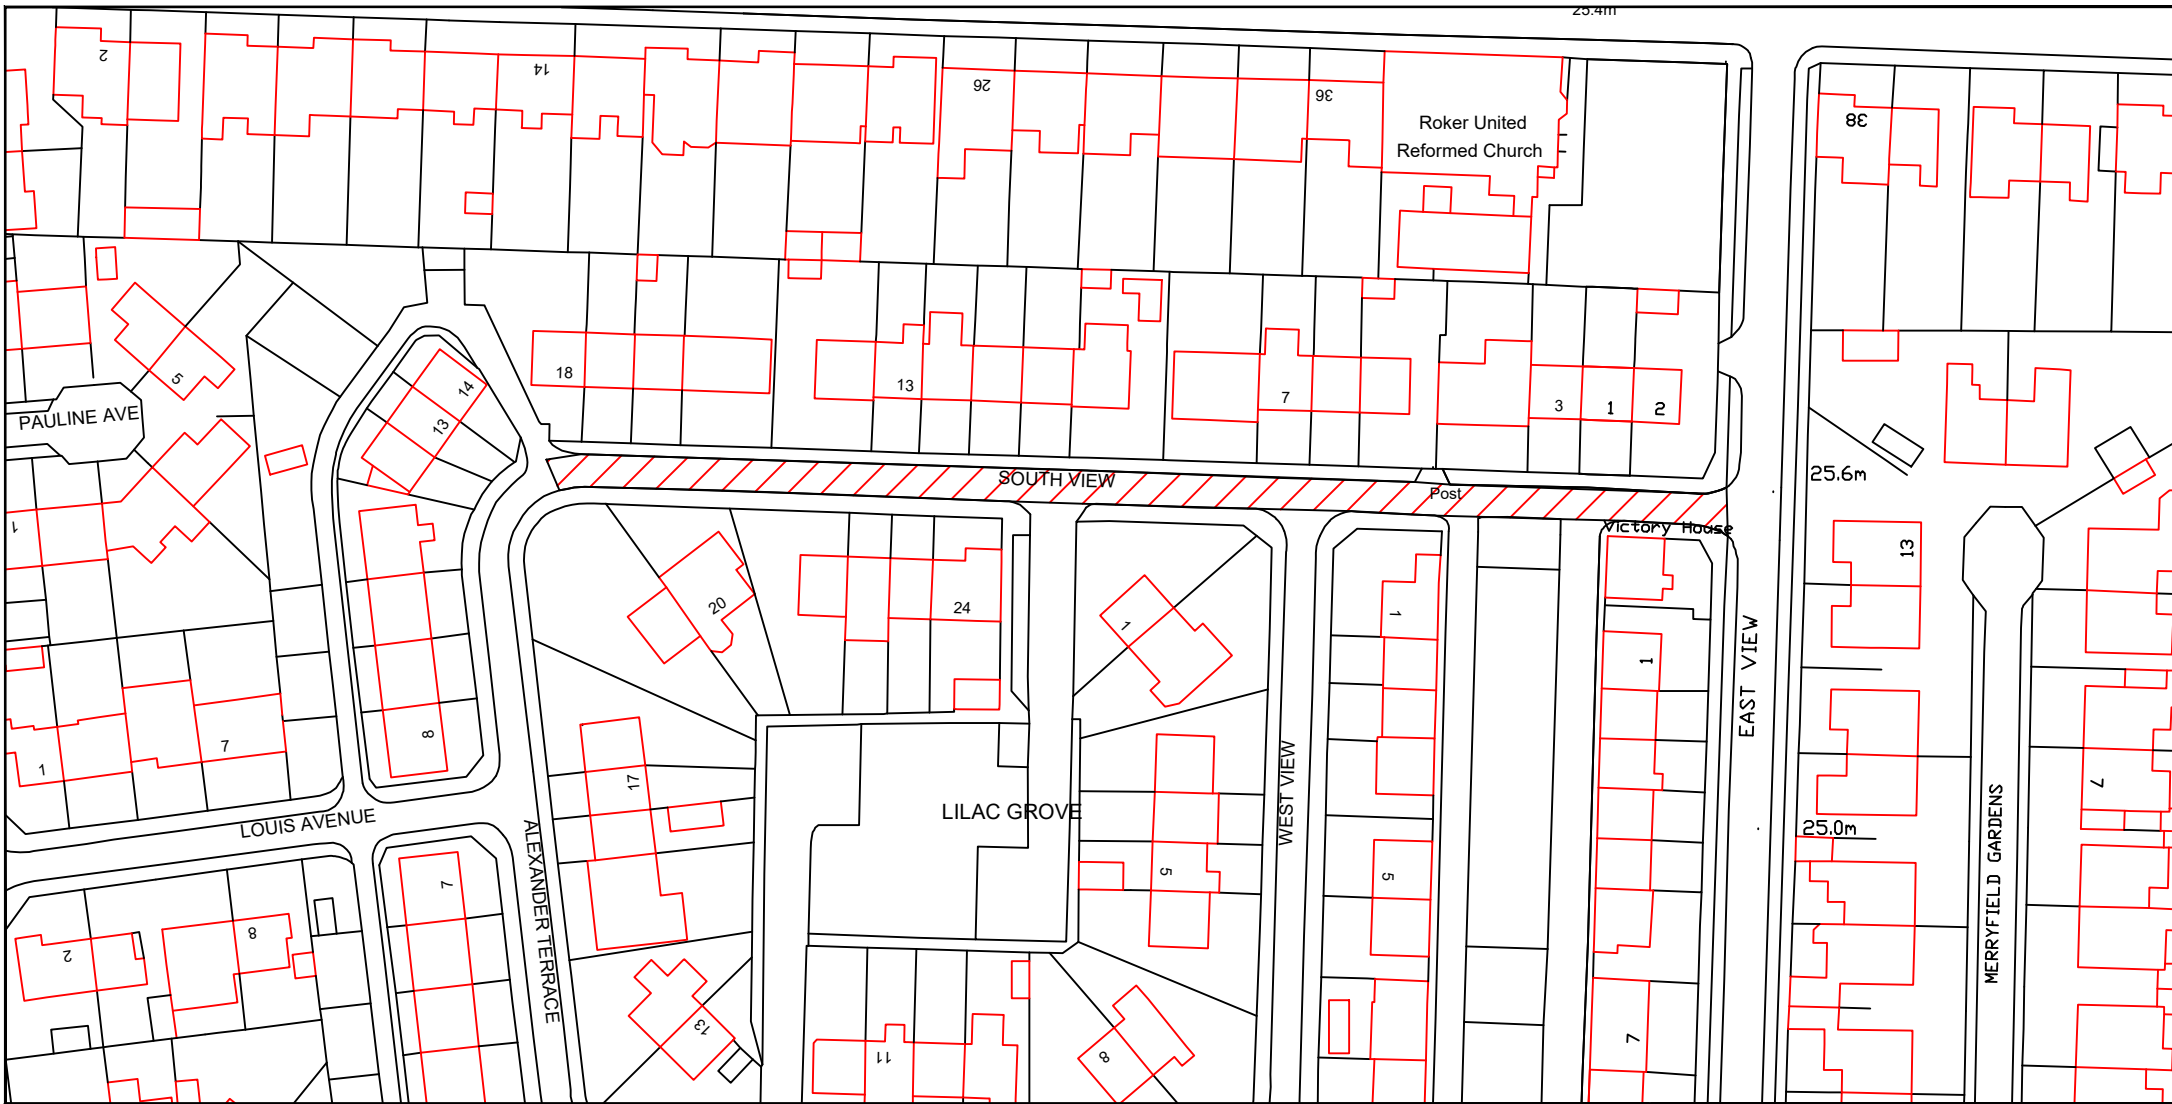 25.4m
2
14
26
36
Roker United
Reformed Church
38
5
PAULINE AVE
14
13
18
13
7
3
1
2
SOUTH VIEW
Post
25.6m
Victory House
1
20
24
1
1
1
13
EAST VIEW
1
7
8
17
LOUIS AVENUE
ALEXANDER TERRACE
LILAC GROVE
WEST VIEW
5
5
25.0m
MERRYFIELD GARDENS
7
2
8
7
13
11
8
7